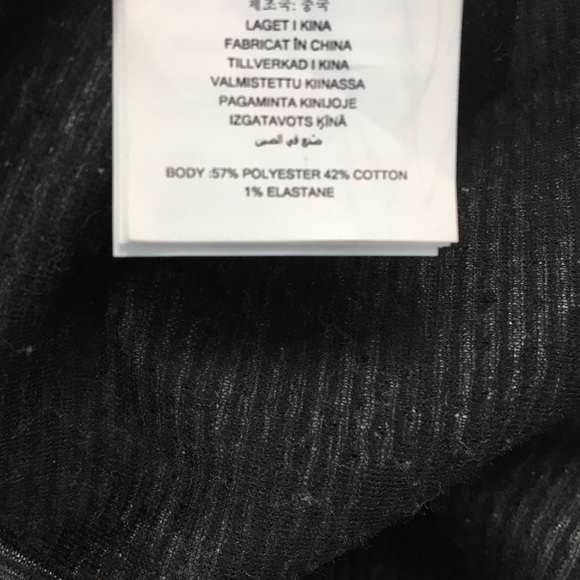 제조국: 중국
LAGET I KINA
FABRICAT ÎN CHINA
TILLVERKAD I KINA
VALMISTETTU KIINASSA
PAGAMINTA KINIJOJE
IZGATAVOTS ĶĪNĀ
صُنع في الصين
BODY :57% POLYESTER 42% COTTON
1% ELASTANE